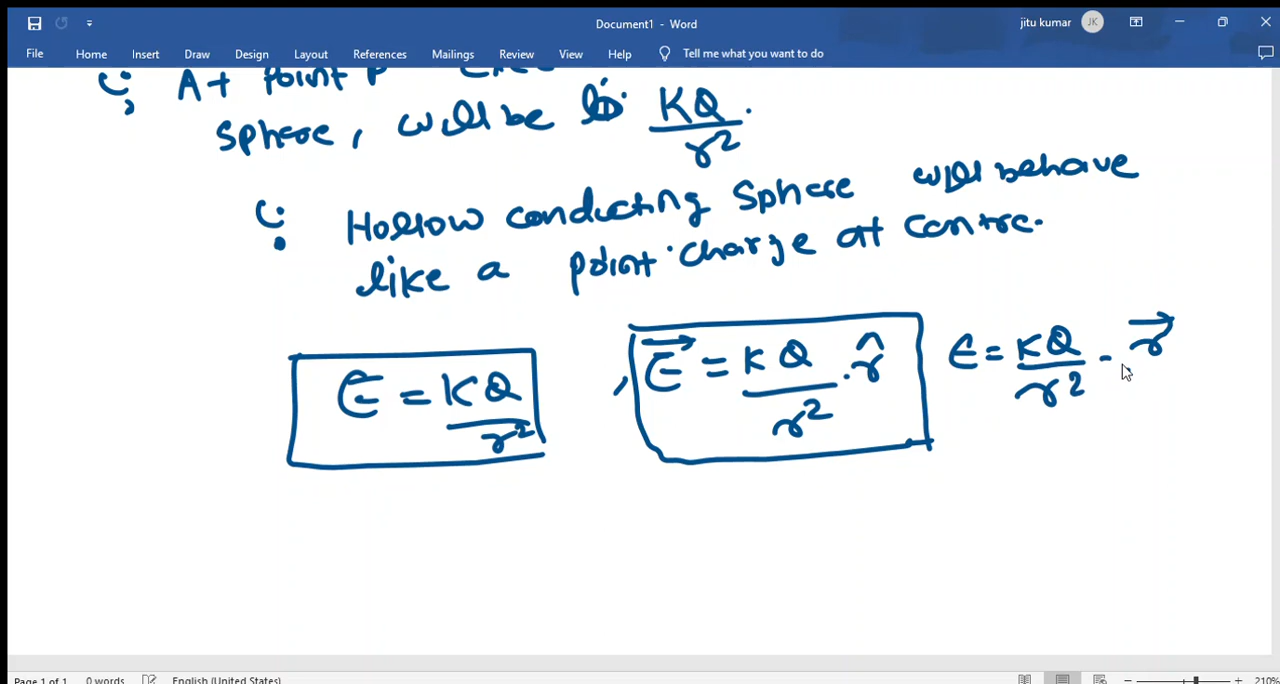 Document1 - Word
jitu kumar JK
File Home Insert Draw Design Layout References Mailings Review View Help Tell me what you want to do
∵ At point P
sphere, will be KQ/r²
∵ Hollow conducting sphere will behave
like a point charge at centre.
E = KQ/r² , E⃗ = KQ/r² . r̂ E = KQ/r² - r⃗
Page 1 of 1 0 words English (United States) 210%